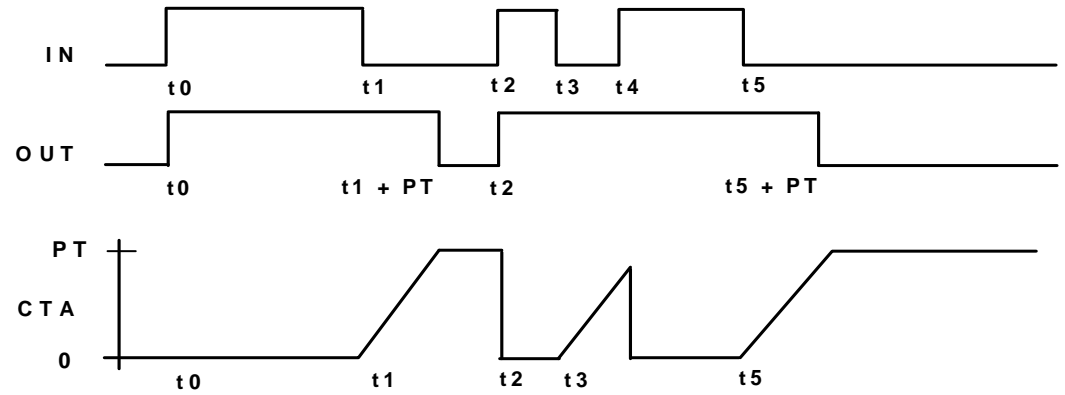 IN
t0 t1 t2 t3 t4 t5
OUT
t0 t1 + PT t2 t5 + PT
PT
CTA
0
t0 t1 t2 t3 t5